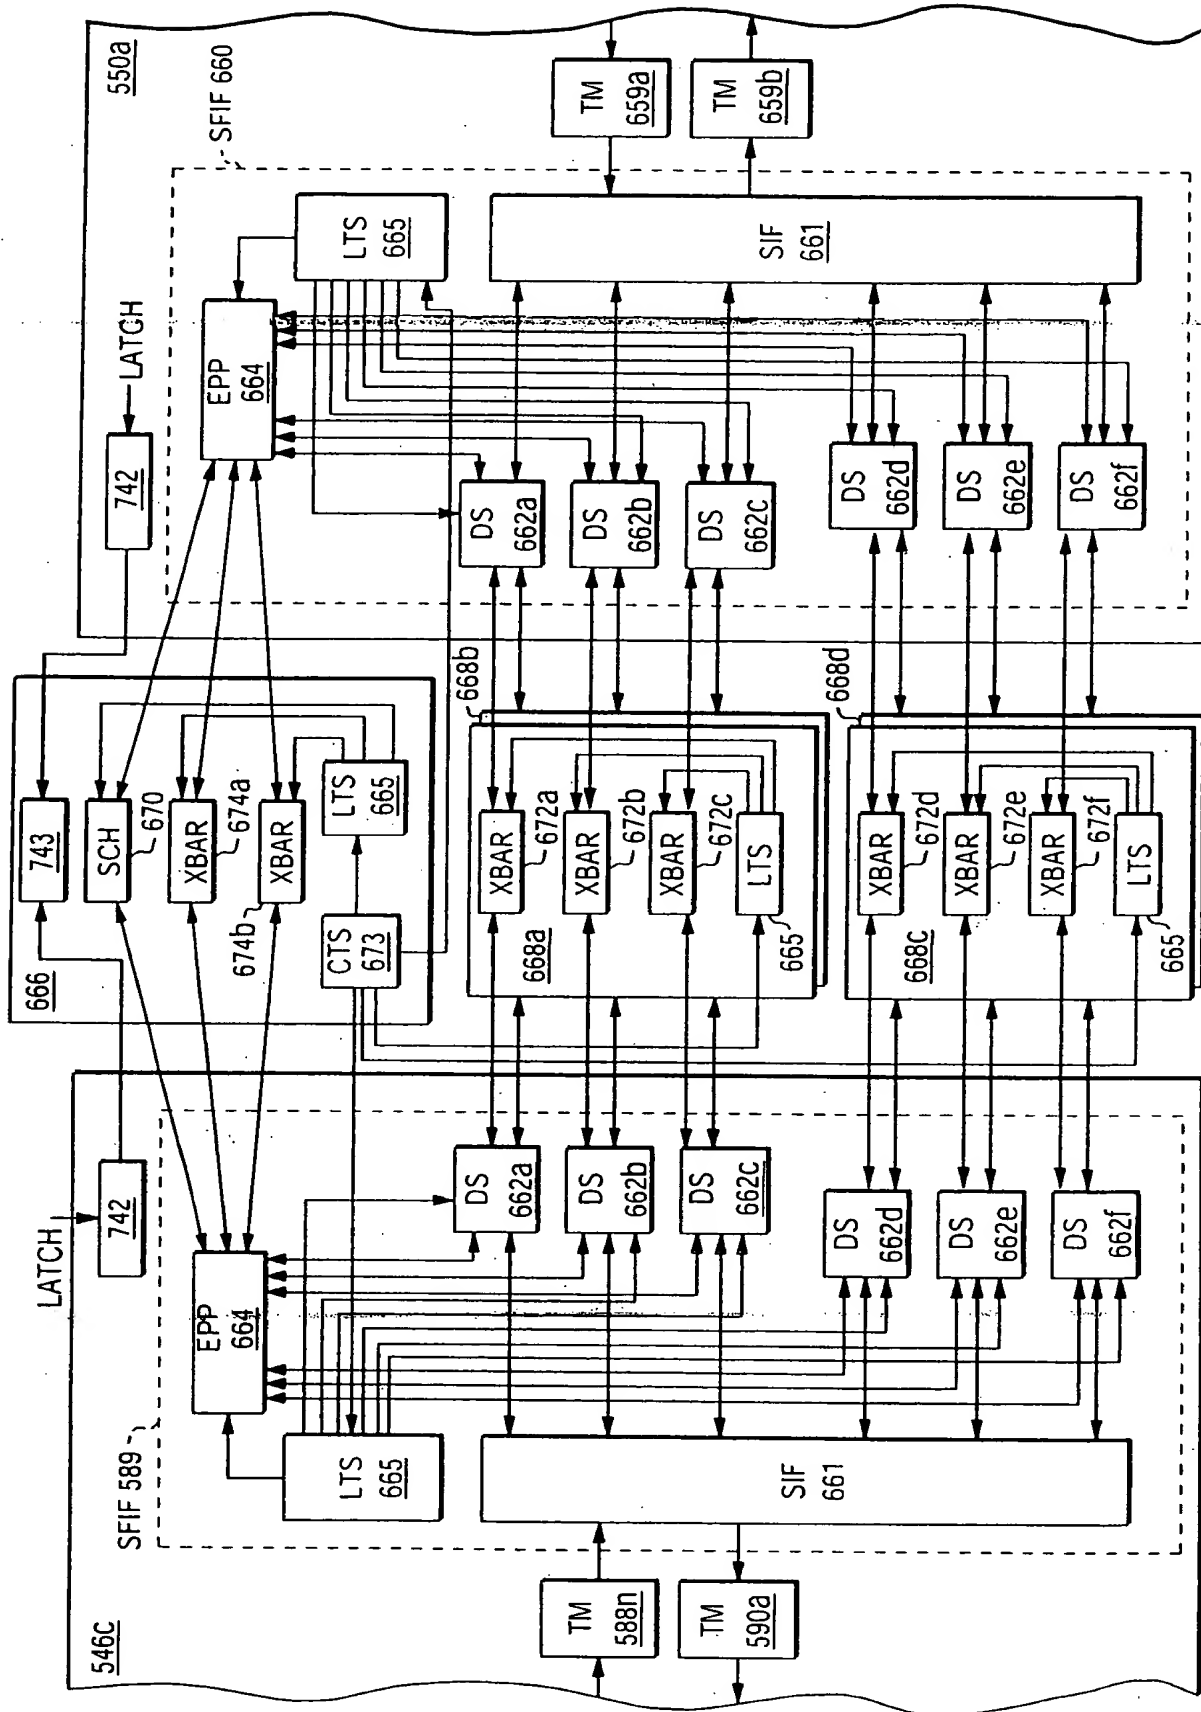 546C
LATCH
742
SFIF 589
EPP
664
LTS
665
DS
662a
DS
662b
DS
662c
DS
662d
DS
662e
DS
662f
SIF
661
TM
588n
TM
590a
666
743
SCH
670
XBAR
674a
XBAR
674b
LTS
665
CTS
673
668b
668a
XBAR
672a
XBAR
672b
XBAR
672c
LTS
665
668d
668c
XBAR
672d
XBAR
672e
XBAR
672f
LTS
665
550a
SFIF 660
LATCH
742
EPP
664
LTS
665
DS
662a
DS
662b
DS
662c
DS
662d
DS
662e
DS
662f
SIF
661
TM
659a
TM
659b